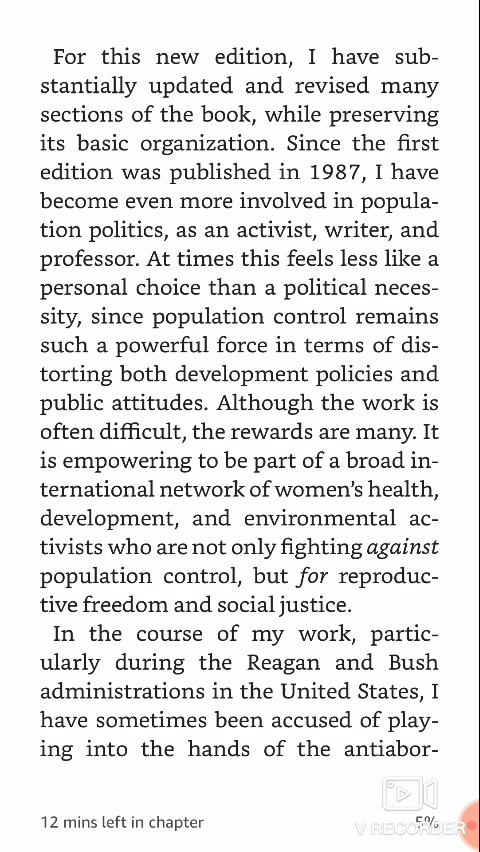 For this new edition, I have sub-
stantially updated and revised many
sections of the book, while preserving
its basic organization. Since the first
edition was published in 1987, I have
become even more involved in popula-
tion politics, as an activist, writer, and
professor. At times this feels less like a
personal choice than a political neces-
sity, since population control remains
such a powerful force in terms of dis-
torting both development policies and
public attitudes. Although the work is
often difficult, the rewards are many. It
is empowering to be part of a broad in-
ternational network of women's health,
development, and environmental ac-
tivists who are not only fighting against
population control, but for reproduc-
tive freedom and social justice.
In the course of my work, partic-
ularly during the Reagan and Bush
administrations in the United States, I
have sometimes been accused of play-
ing into the hands of the antiabor-
12 mins left in chapter 5%
V RECORDER